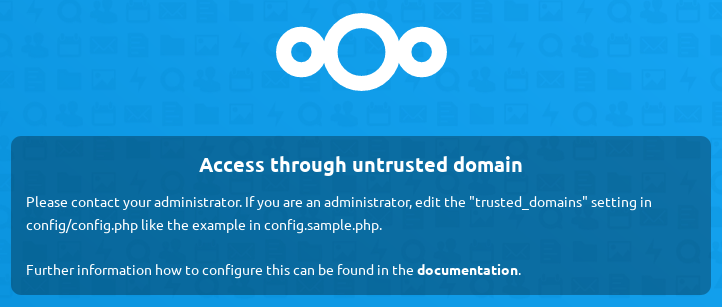 Access through untrusted domain
Please contact your administrator. If you are an administrator, edit the "trusted_domains" setting in
config/config.php like the example in config.sample.php.
Further information how to configure this can be found in the documentation.